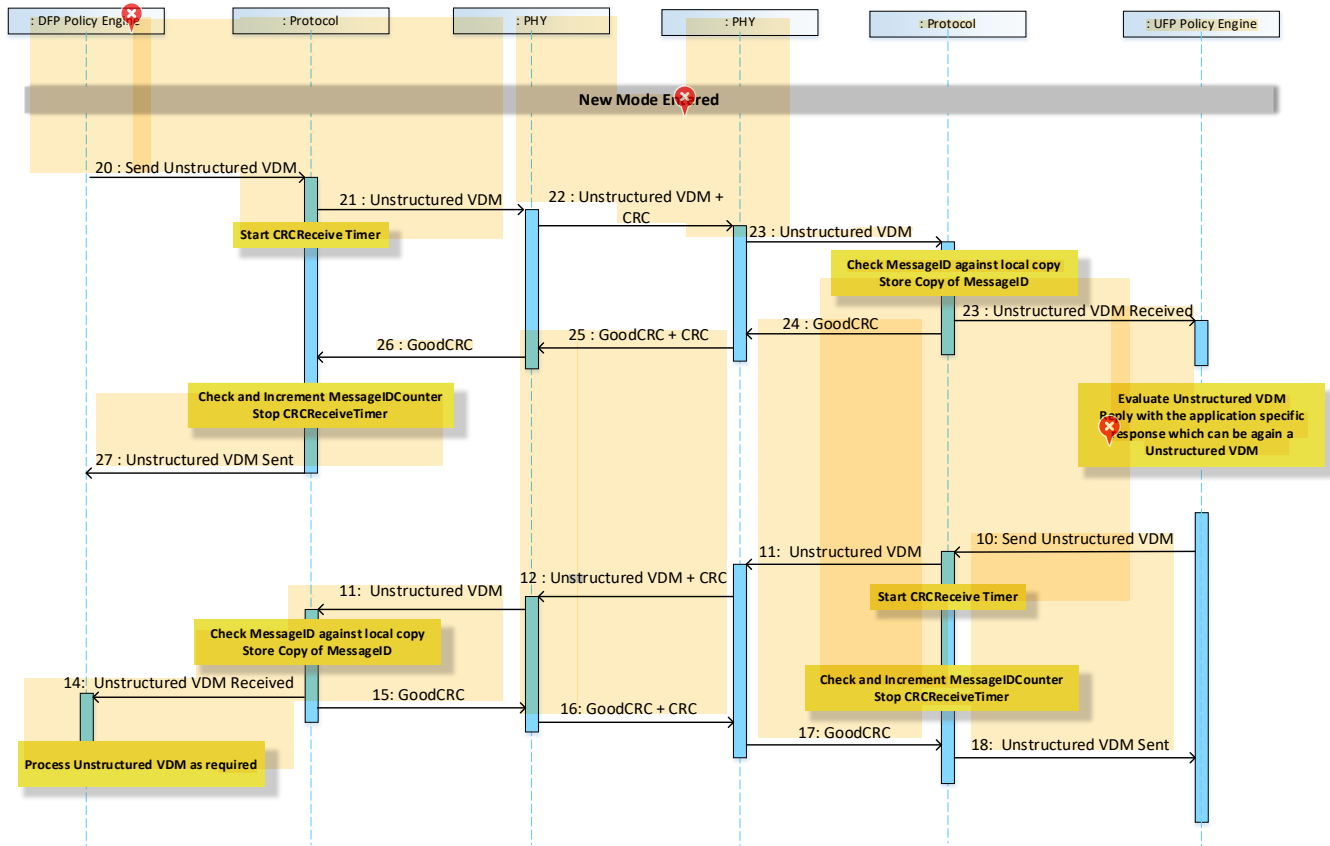 : DFP Policy Engine
: Protocol
: PHY
: PHY
: Protocol
: UFP Policy Engine
New Mode Entered
20 : Send Unstructured VDM
21 : Unstructured VDM
22 : Unstructured VDM +
CRC
Start CRCReceive Timer
23 : Unstructured VDM
Check MessageID against local copy
Store Copy of MessageID
23 : Unstructured VDM Received
24 : GoodCRC
25 : GoodCRC + CRC
26 : GoodCRC
Check and Increment MessageIDCounter
Stop CRCReceiveTimer
Evaluate Unstructured VDM
Reply with the application specific
response which can be again a
Unstructured VDM
27 : Unstructured VDM Sent
10: Send Unstructured VDM
11: Unstructured VDM
12 : Unstructured VDM + CRC
11: Unstructured VDM
Start CRCReceive Timer
Check MessageID against local copy
Store Copy of MessageID
Check and Increment MessageIDCounter
Stop CRCReceiveTimer
14: Unstructured VDM Received
15: GoodCRC
16: GoodCRC + CRC
17: GoodCRC
18: Unstructured VDM Sent
Process Unstructured VDM as required